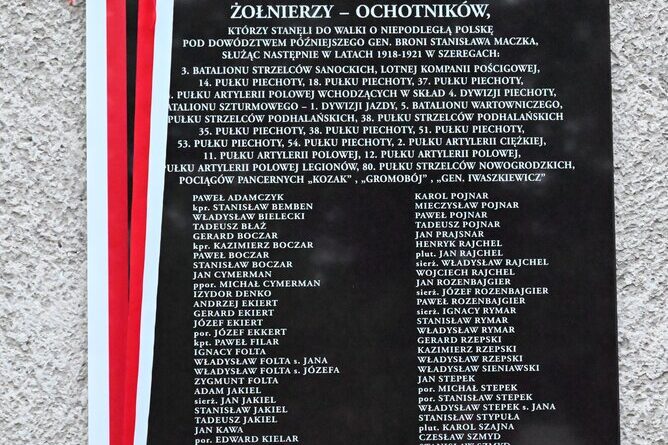 ŻOŁNIERZY – OCHOTNIKÓW,
KTÓRZY STANĘLI DO WALKI O NIEPODLEGŁĄ POLSKĘ
POD DOWÓDZTWEM PÓŹNIEJSZEGO GEN. BRONI STANISŁAWA MACZKA,
SŁUŻĄC NASTĘPNIE W LATACH 1918-1921 W SZEREGACH:
3. BATALIONU STRZELCÓW SANOCKICH, LOTNEJ KOMPANII POŚCIGOWEJ,
14. PUŁKU PIECHOTY, 18. PUŁKU PIECHOTY, 37. PUŁKU PIECHOTY,
. PUŁKU ARTYLERII POLOWEJ WCHODZĄCYCH W SKŁAD 4. DYWIZJI PIECHOTY,
ATALIONU SZTURMOWEGO – 1. DYWIZJI JAZDY, 5. BATALIONU WARTOWNICZEGO,
PUŁKU STRZELCÓW PODHALAŃSKICH, 38. PUŁKU STRZELCÓW PODHALAŃSKICH
35. PUŁKU PIECHOTY, 38. PUŁKU PIECHOTY, 51. PUŁKU PIECHOTY,
53. PUŁKU PIECHOTY, 54. PUŁKU PIECHOTY, 2. PUŁKU ARTYLERII CIĘŻKIEJ,
11. PUŁKU ARTYLERII POLOWEJ, 12. PUŁKU ARTYLERII POLOWEJ,
PUŁKU ARTYLERII POLOWEJ LEGIONÓW, 80. PUŁKU STRZELCÓW NOWOGRODZKICH,
POCIĄGÓW PANCERNYCH „KOZAK” , „GROMOBÓJ” , „GEN. IWASZKIEWICZ”
PAWEŁ ADAMCZYK
kpr. STANISŁAW BEMBEN
WŁADYSŁAW BIELECKI
TADEUSZ BŁAŻ
GERARD BOCZAR
kpr. KAZIMIERZ BOCZAR
PAWEŁ BOCZAR
STANISŁAW BOCZAR
JAN CYMERMAN
ppor. MICHAŁ CYMERMAN
IZYDOR DENKO
ANDRZEJ EKIERT
GERARD EKIERT
JÓZEF EKIERT
por. JÓZEF EKKERT
kpt. PAWEŁ FILAR
IGNACY FOLTA
WŁADYSŁAW FOLTA s. JANA
WŁADYSŁAW FOLTA s. JÓZEFA
ZYGMUNT FOLTA
ADAM JAKIEL
sierż. JAN JAKIEL
STANISŁAW JAKIEL
TADEUSZ JAKIEL
JAN KAWA
por. EDWARD KIELAR
KAROL POJNAR
MIECZYSŁAW POJNAR
PAWEŁ POJNAR
TADEUSZ POJNAR
JAN PRAJSNAR
HENRYK RAJCHEL
plut. JAN RAJCHEL
sierż. WŁADYSŁAW RAJCHEL
WOJCIECH RAJCHEL
JAN ROZENBAJGIER
sierż. JÓZEF ROZENBAJGIER
PAWEŁ ROZENBAJGIER
sierż. IGNACY RYMAR
STANISŁAW RYMAR
WŁADYSŁAW RYMAR
GERARD RZEPSKI
KAZIMIERZ RZEPSKI
WŁADYSŁAW RZEPSKI
WŁADYSŁAW SIENIAWSKI
JAN STEPEK
por. MICHAŁ STEPEK
por. STANISŁAW STEPEK
WŁADYSŁAW STEPEK s. JANA
STANISŁAW STYPUŁA
plut. KAROL SZAJNA
CZESŁAW SZMYD
STANISŁAW SZMYD